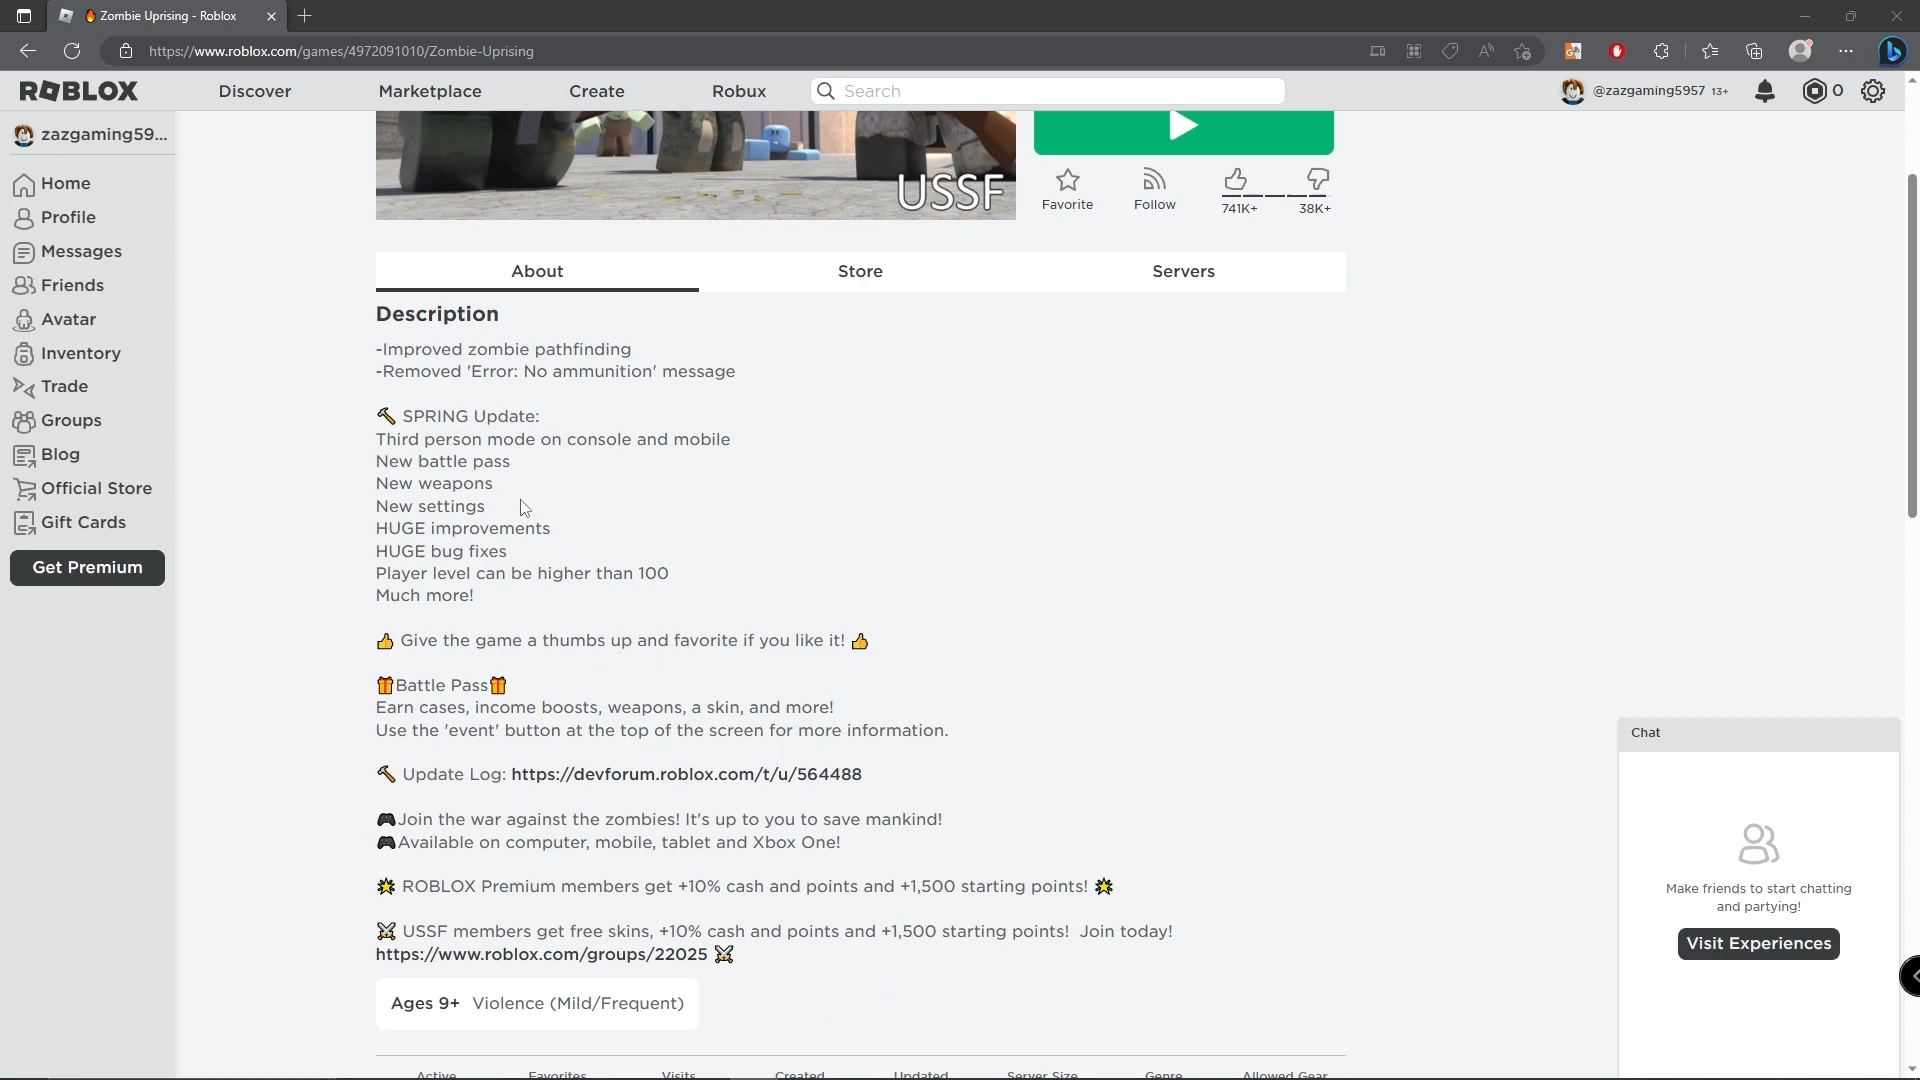 Zombie Uprising - Roblox
https://www.roblox.com/games/4972091010/Zombie-Uprising
ROBLOX
Discover
Marketplace
Create
Robux
Search
@zazgaming5957 13+
0
zazgaming59...
Home
Profile
Messages
Friends
Avatar
Inventory
Trade
Groups
Blog
Official Store
Gift Cards
Get Premium
USSF
Favorite
Follow
741K+
38K+
About
Store
Servers
Description
-Improved zombie pathfinding
-Removed 'Error: No ammunition' message
🔨 SPRING Update:
Third person mode on console and mobile
New battle pass
New weapons
New settings
HUGE improvements
HUGE bug fixes
Player level can be higher than 100
Much more!
👍 Give the game a thumbs up and favorite if you like it! 👍
🎁Battle Pass🎁
Earn cases, income boosts, weapons, a skin, and more!
Use the 'event' button at the top of the screen for more information.
🔨 Update Log: https://devforum.roblox.com/t/u/564488
🎮Join the war against the zombies! It's up to you to save mankind!
🎮Available on computer, mobile, tablet and Xbox One!
🌟 ROBLOX Premium members get +10% cash and points and +1,500 starting points! 🌟
⚔️ USSF members get free skins, +10% cash and points and +1,500 starting points! Join today!
https://www.roblox.com/groups/22025 ⚔️
Ages 9+ Violence (Mild/Frequent)
Active
Favorites
Visits
Created
Updated
Server Size
Genre
Allowed Gear
Chat
Make friends to start chatting
and partying!
Visit Experiences